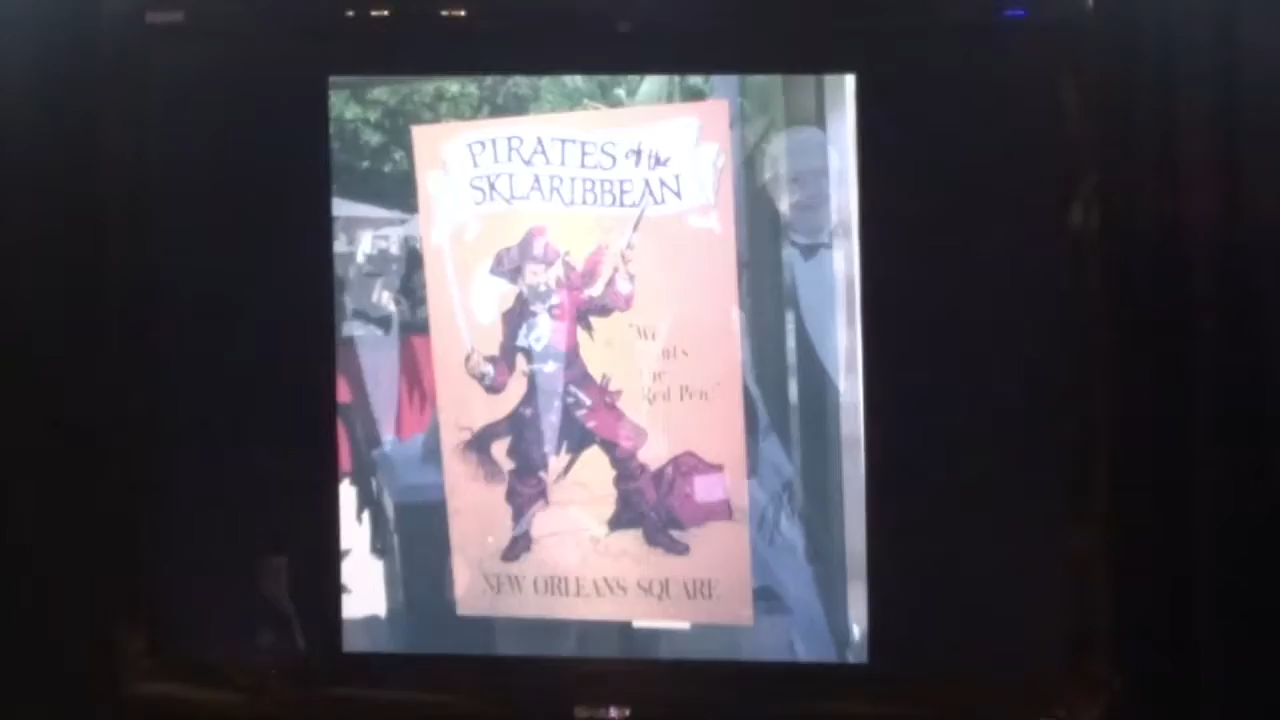 PIRATES of the
SKLARIBBEAN
Red Pen!"
NEW ORLEANS SQUARE